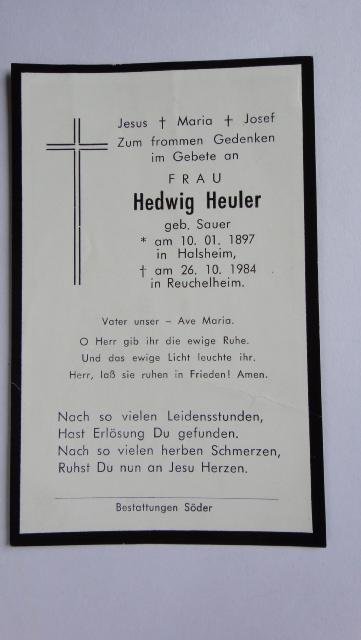 Jesus † Maria † Josef
Zum frommen Gedenken
im Gebete an
FRAU
Hedwig Heuler
geb. Sauer
* am 10. 01. 1897
in Halsheim,
† am 26. 10. 1984
in Reuchelheim.
Vater unser – Ave Maria.
O Herr gib ihr die ewige Ruhe.
Und das ewige Licht leuchte ihr.
Herr, laß sie ruhen in Frieden! Amen.
Nach so vielen Leidensstunden,
Hast Erlösung Du gefunden.
Nach so vielen herben Schmerzen,
Ruhst Du nun an Jesu Herzen.
Bestattungen Söder